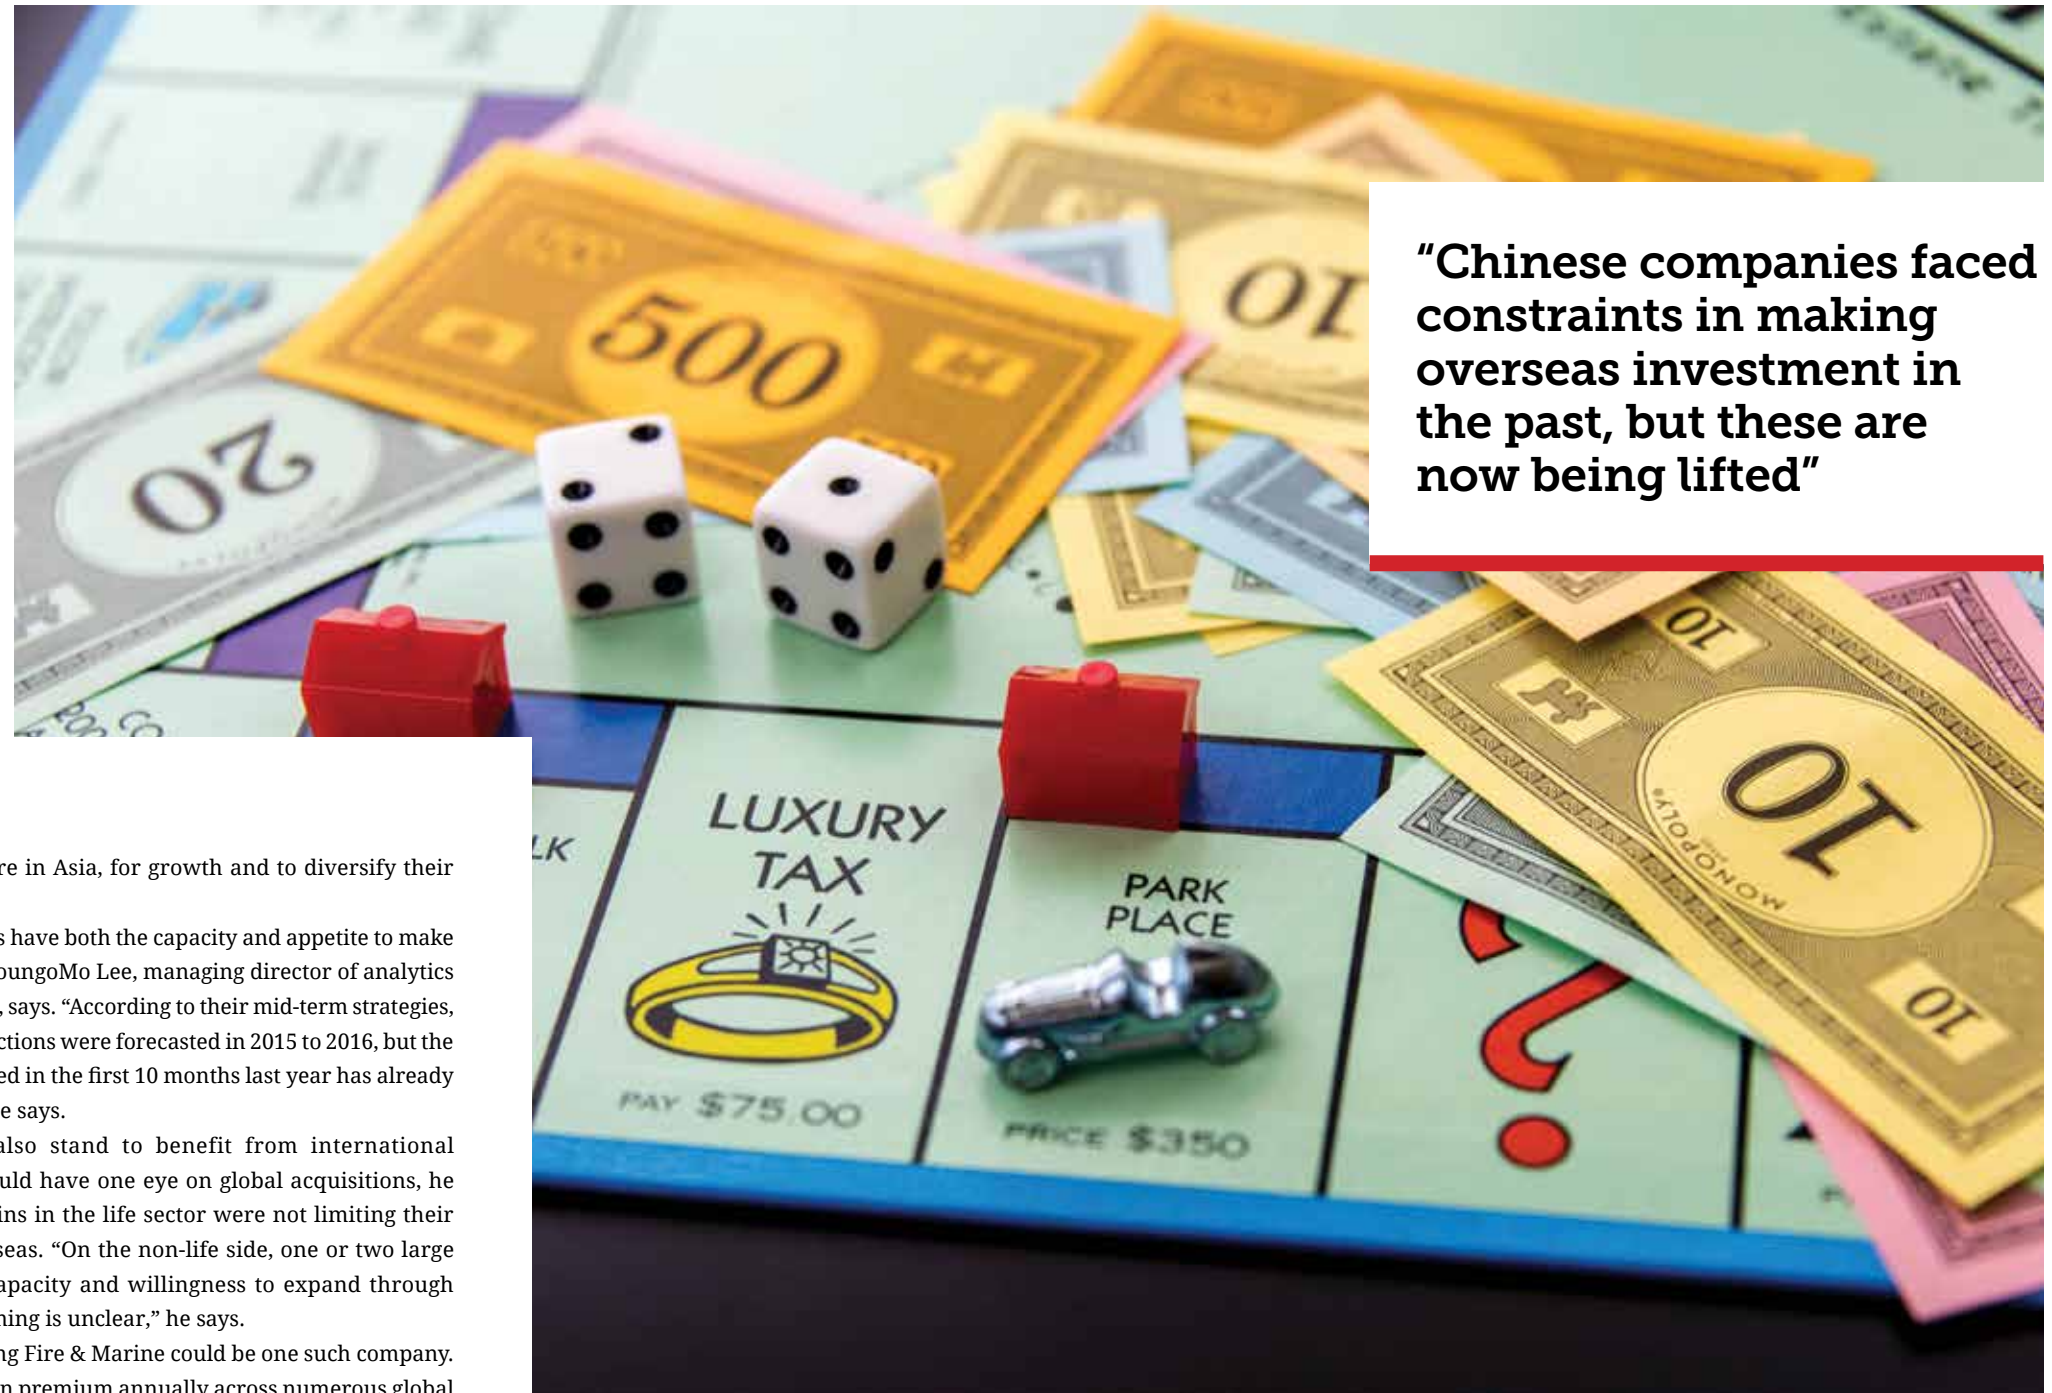 “Chinese companies faced
constraints in making
overseas investment in
the past, but these are
now being lifted”
500
10
20
10
10
MONOPOLY
10
LK
LUXURY
TAX
PAY $75.00
PARK
PLACE
PRICE $350
?
re in Asia, for growth and to diversify their
s have both the capacity and appetite to make
oungoMo Lee, managing director of analytics
, says. “According to their mid-term strategies,
ctions were forecasted in 2015 to 2016, but the
ed in the first 10 months last year has already
e says.
also stand to benefit from international
uld have one eye on global acquisitions, he
ins in the life sector were not limiting their
seas. “On the non-life side, one or two large
apacity and willingness to expand through
ning is unclear,” he says.
ng Fire & Marine could be one such company.
n premium annually across numerous global